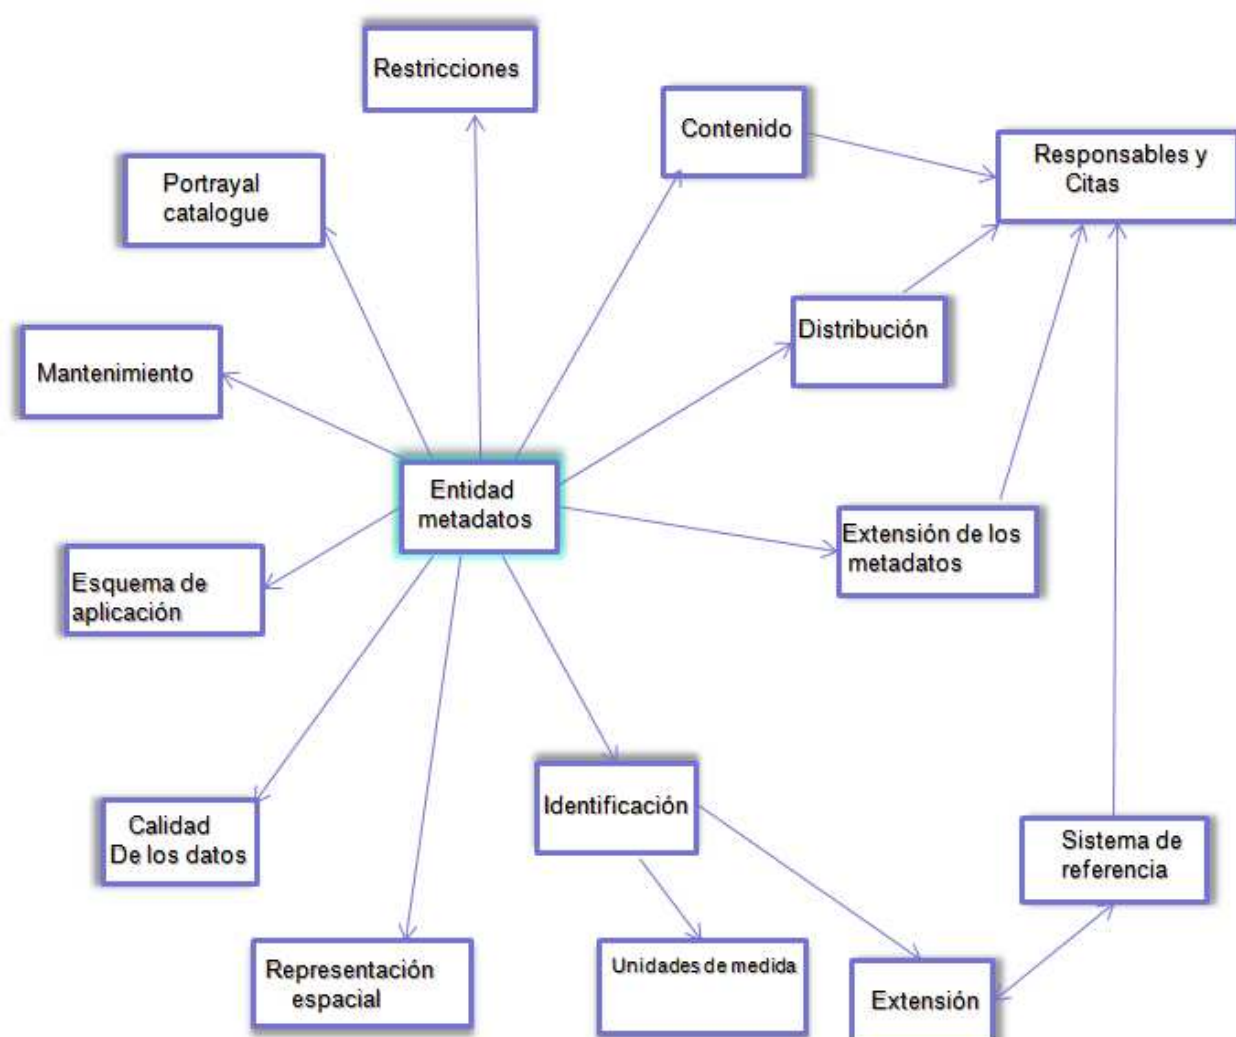 Restricciones
Contenido
Responsables y
Citas
Portrayal
catalogue
Distribución
Mantenimiento
Entidad
metadatos
Extensión de los
metadatos
Esquema de
aplicación
Identificación
Calidad
De los datos
Sistema de
referencia
Representación
espacial
Unidades de medida
Extensión